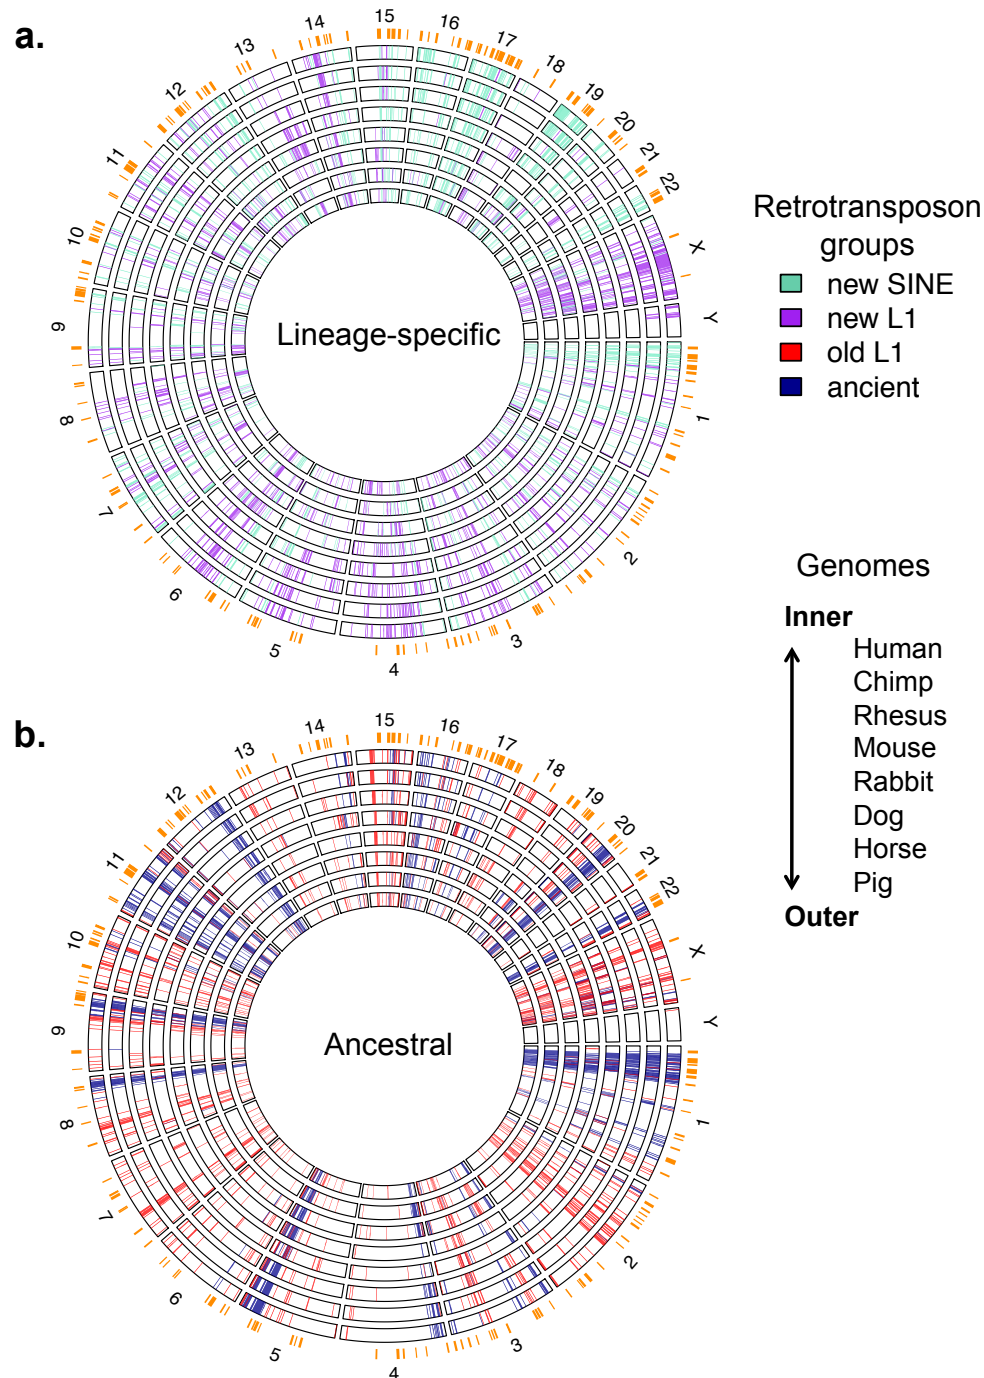 a.
15
14
16
13
17
12
18
19
11
20
21
22
10
X
9
Y
8
1
7
2
6
3
5
4
Lineage-specific
Retrotransposon
groups
new SINE
new L1
old L1
ancient
Genomes
Inner
Human
Chimp
Rhesus
Mouse
Rabbit
Dog
Horse
Pig
Outer
b.
15
14
16
13
17
12
18
19
11
20
21
22
10
X
9
Y
8
1
7
2
6
3
5
4
Ancestral